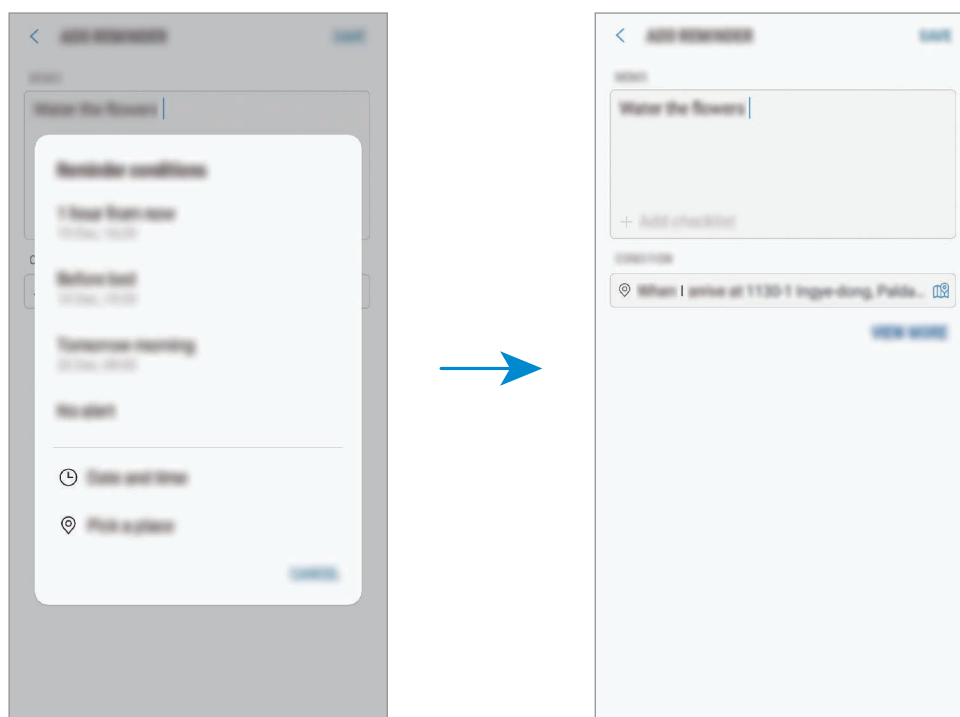 ADD REMINDER
SAVE
Water the flowers
Reminder conditions
1 hour from now
Before bed
Tomorrow morning
No alert
Date and time
Pick a place
CANCEL
ADD REMINDER
SAVE
MEMO
Water the flowers
+ Add checklist
CONDITION
When I arrive at 1130-1 Ingye-dong, Palda...
VIEW MORE